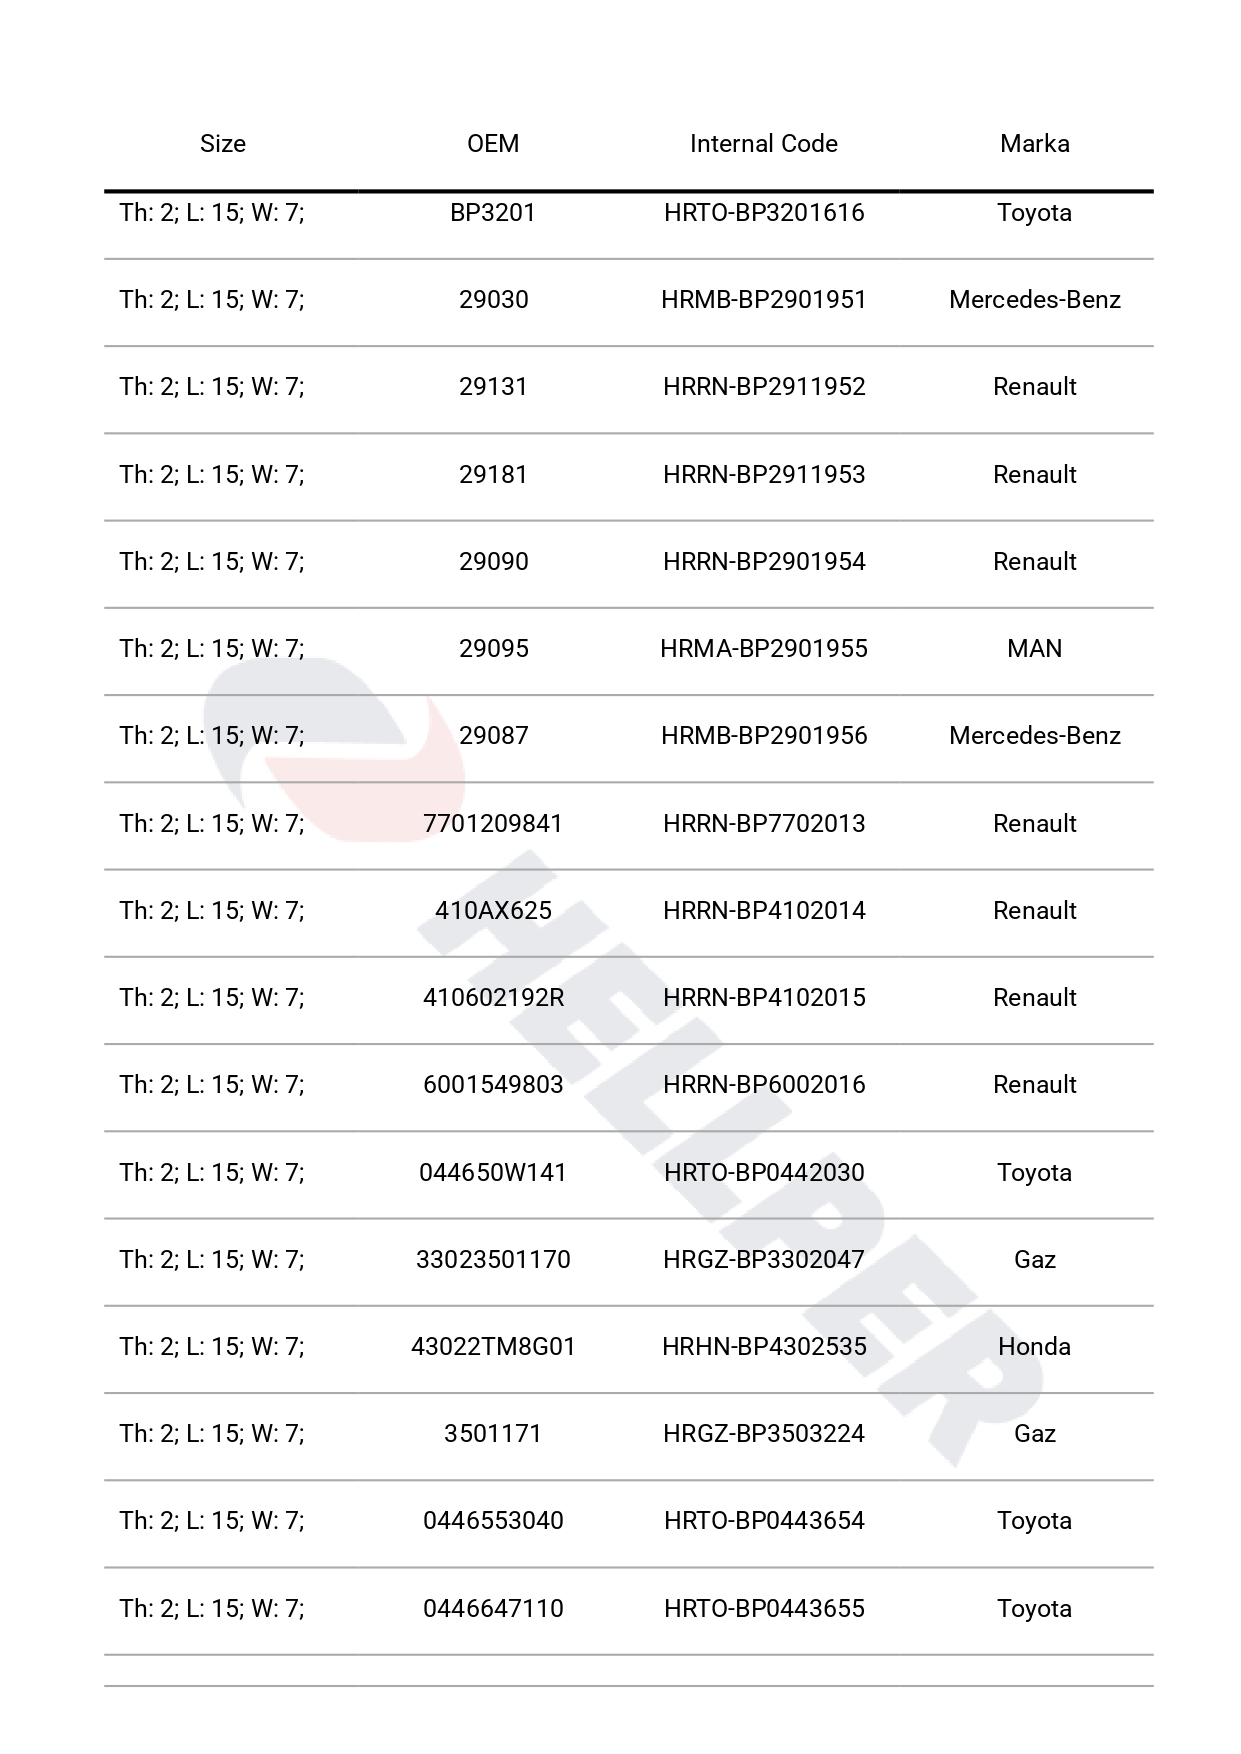 Size OEM Internal Code Marka
Th: 2; L: 15; W: 7; BP3201 HRTO-BP3201616 Toyota
Th: 2; L: 15; W: 7; 29030 HRMB-BP2901951 Mercedes-Benz
Th: 2; L: 15; W: 7; 29131 HRRN-BP2911952 Renault
Th: 2; L: 15; W: 7; 29181 HRRN-BP2911953 Renault
Th: 2; L: 15; W: 7; 29090 HRRN-BP2901954 Renault
Th: 2; L: 15; W: 7; 29095 HRMA-BP2901955 MAN
Th: 2; L: 15; W: 7; 29087 HRMB-BP2901956 Mercedes-Benz
Th: 2; L: 15; W: 7; 7701209841 HRRN-BP7702013 Renault
Th: 2; L: 15; W: 7; 410AX625 HRRN-BP4102014 Renault
Th: 2; L: 15; W: 7; 410602192R HRRN-BP4102015 Renault
Th: 2; L: 15; W: 7; 6001549803 HRRN-BP6002016 Renault
Th: 2; L: 15; W: 7; 044650W141 HRTO-BP0442030 Toyota
Th: 2; L: 15; W: 7; 33023501170 HRGZ-BP3302047 Gaz
Th: 2; L: 15; W: 7; 43022TM8G01 HRHN-BP4302535 Honda
Th: 2; L: 15; W: 7; 3501171 HRGZ-BP3503224 Gaz
Th: 2; L: 15; W: 7; 0446553040 HRTO-BP0443654 Toyota
Th: 2; L: 15; W: 7; 0446647110 HRTO-BP0443655 Toyota
HELLPER